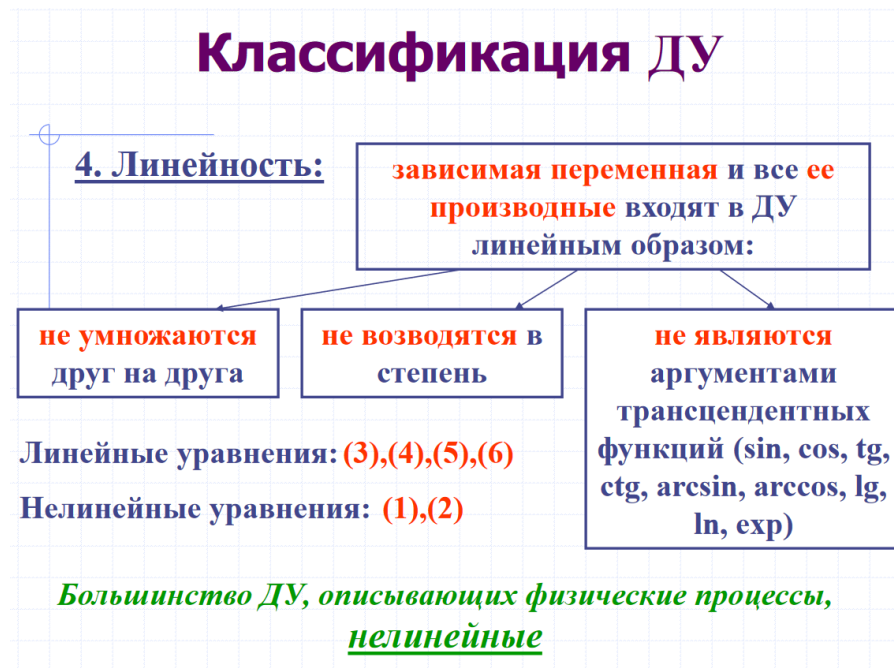 Классификация ДУ
4. Линейность:
зависимая переменная и все ее
производные входят в ДУ
линейным образом:
не умножаются
друг на друга
не возводятся в
степень
не являются
аргументами
трансцендентных
функций (sin, cos, tg,
ctg, arcsin, arccos, lg,
ln, exp)
Линейные уравнения: (3),(4),(5),(6)
Нелинейные уравнения: (1),(2)
Большинство ДУ, описывающих физические процессы,
нелинейные